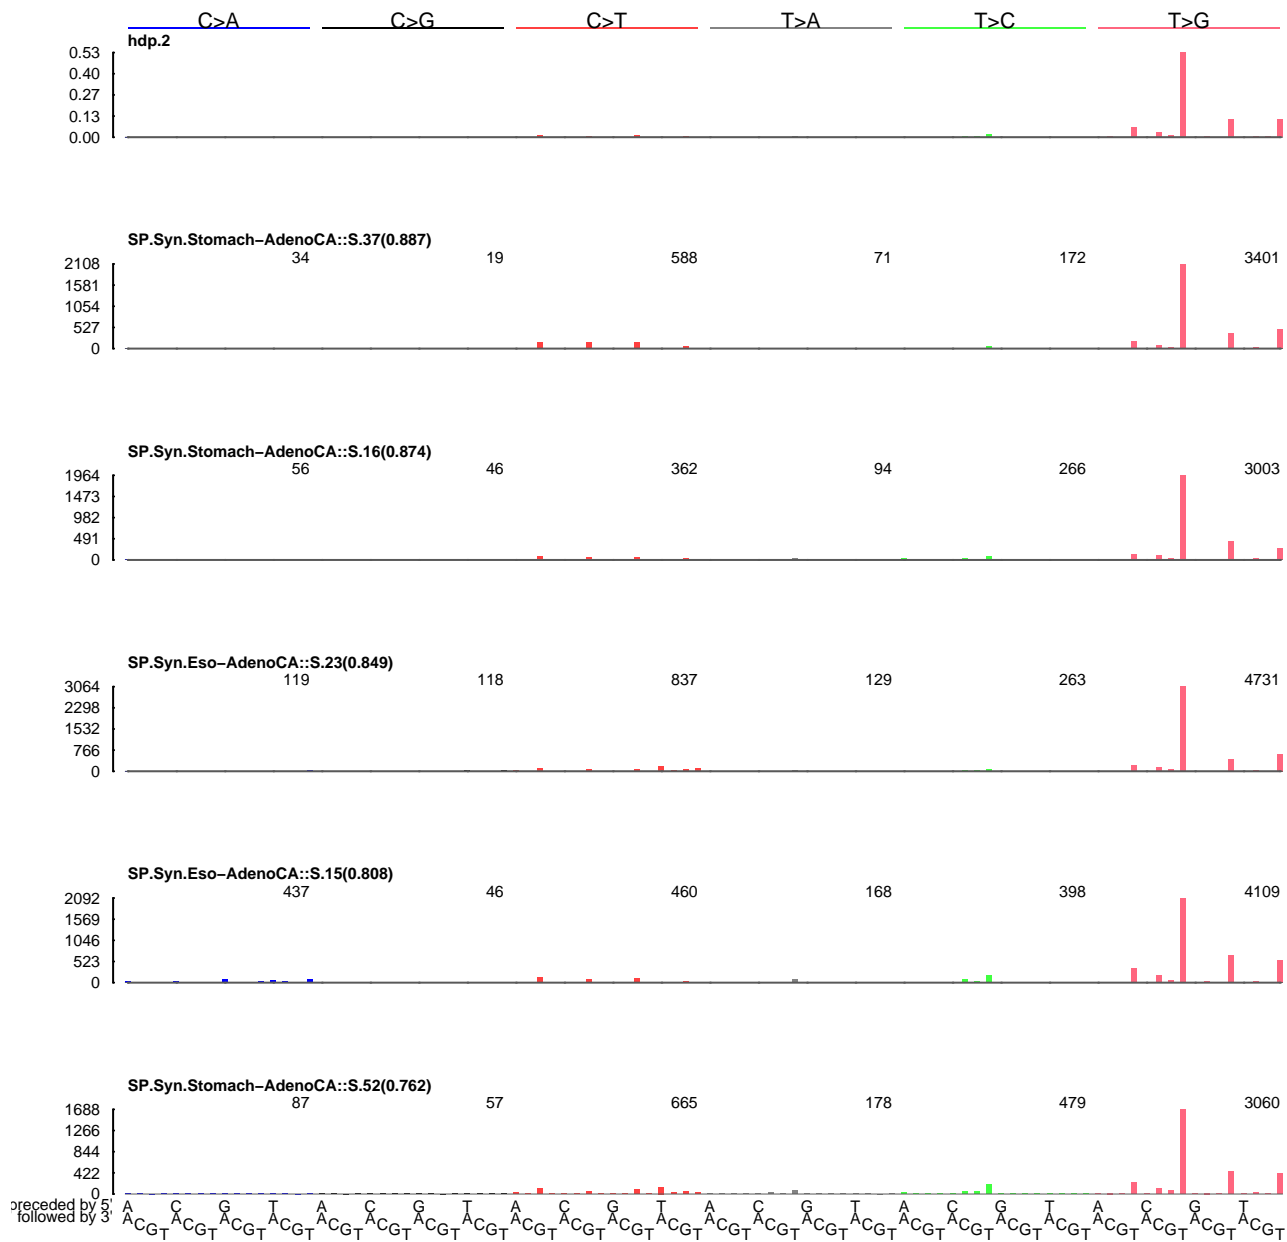 C>A C>G C>T T>A T>C T>G
hdp.2
0.53
0.40
0.27
0.13
0.00
SP.Syn.Stomach−AdenoCA::S.37(0.887)
34 19 588 71 172 3401
2108
1581
1054
527
0
SP.Syn.Stomach−AdenoCA::S.16(0.874)
56 46 362 94 266 3003
1964
1473
982
491
0
SP.Syn.Eso−AdenoCA::S.23(0.849)
119 118 837 129 263 4731
3064
2298
1532
766
0
SP.Syn.Eso−AdenoCA::S.15(0.808)
437 46 460 168 398 4109
2092
1569
1046
523
0
SP.Syn.Stomach−AdenoCA::S.52(0.762)
87 57 665 178 479 3060
1688
1266
844
422
0
preceded by 5' A C G T A C G T A C G T A C G T A C G T A C G T
followed by 3' A C G T A C G T A C G T A C G T A C G T A C G T A C G T A C G T A C G T A C G T A C G T A C G T A C G T A C G T A C G T A C G T A C G T A C G T A C G T A C G T A C G T A C G T A C G T A C G T